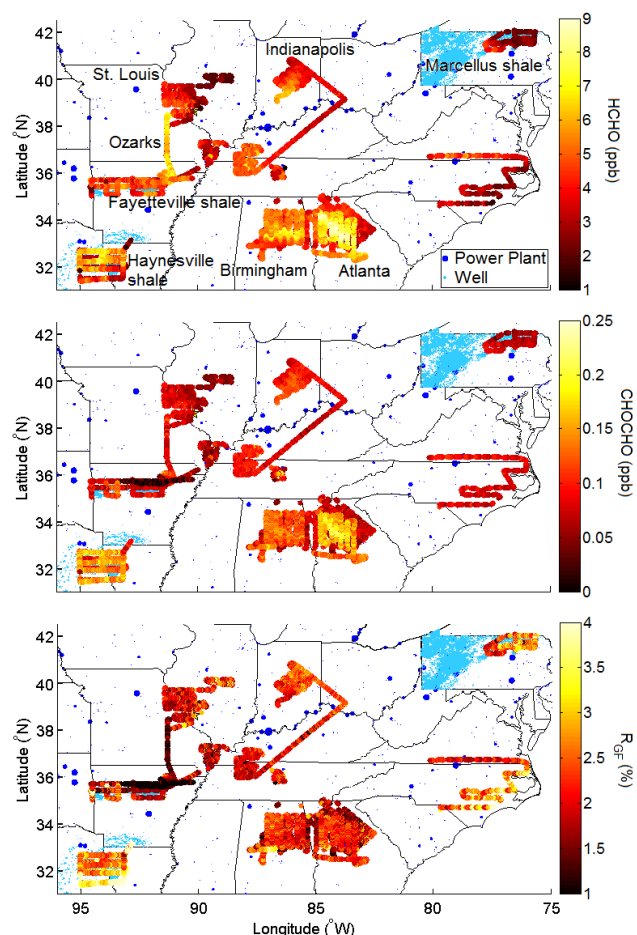 42
40
38
36
34
32
Latitude (°N)
Indianapolis
St. Louis
Marcellus shale
Ozarks
Fayetteville shale
Haynesville
shale
Birmingham
Atlanta
Power Plant
Well
9
8
7
6
5
4
3
2
1
HCHO (ppb)
42
40
38
36
34
32
Latitude (°N)
0.25
0.2
0.15
0.1
0.05
0
CHOCHO (ppb)
42
40
38
36
34
32
Latitude (°N)
95
90
85
80
75
Longitude (°W)
4
3.5
3
2.5
2
1.5
1
R_GF (%)